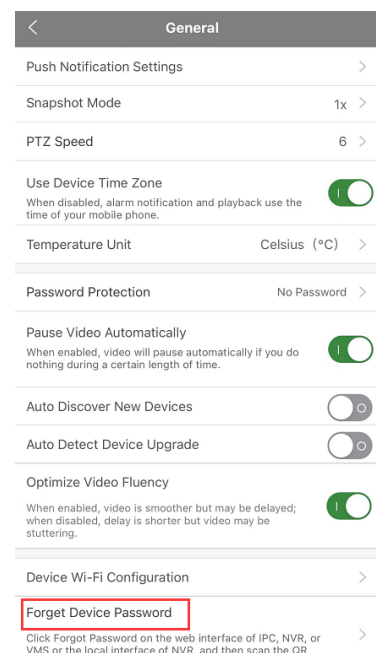 General
Push Notification Settings
Snapshot Mode 1x
PTZ Speed 6
Use Device Time Zone
When disabled, alarm notification and playback use the
time of your mobile phone.
Temperature Unit Celsius (°C)
Password Protection No Password
Pause Video Automatically
When enabled, video will pause automatically if you do
nothing during a certain length of time.
Auto Discover New Devices
Auto Detect Device Upgrade
Optimize Video Fluency
When enabled, video is smoother but may be delayed;
when disabled, delay is shorter but video may be
stuttering.
Device Wi-Fi Configuration
Forget Device Password
Click Forgot Password on the web interface of IPC, NVR, or
VMS or the local interface of NVR, and then scan the QR